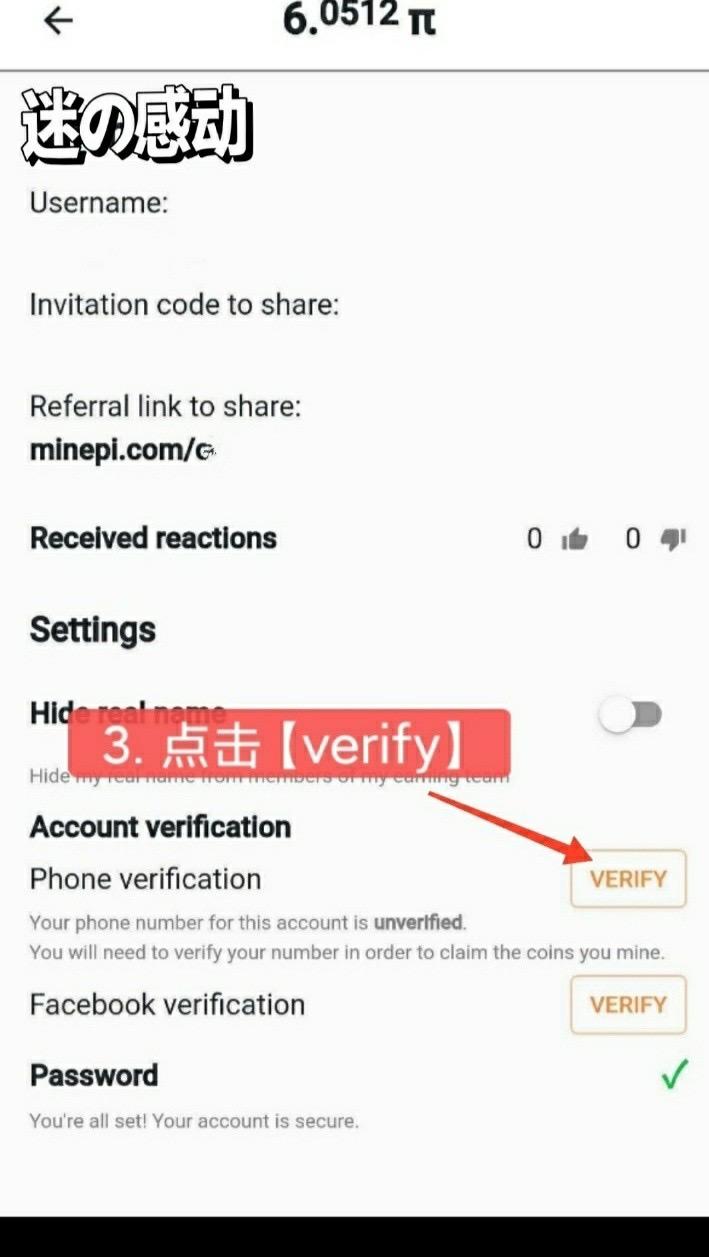 6.0512 π
迷の感动
Username:
Invitation code to share:
Referral link to share:
minepi.com/
Received reactions 0 0
Settings
Hide real name
3. 点击【verify】
Hide my real name from members of my earning team
Account verification
Phone verification VERIFY
Your phone number for this account is unverified.
You will need to verify your number in order to claim the coins you mine.
Facebook verification VERIFY
Password
You're all set! Your account is secure.